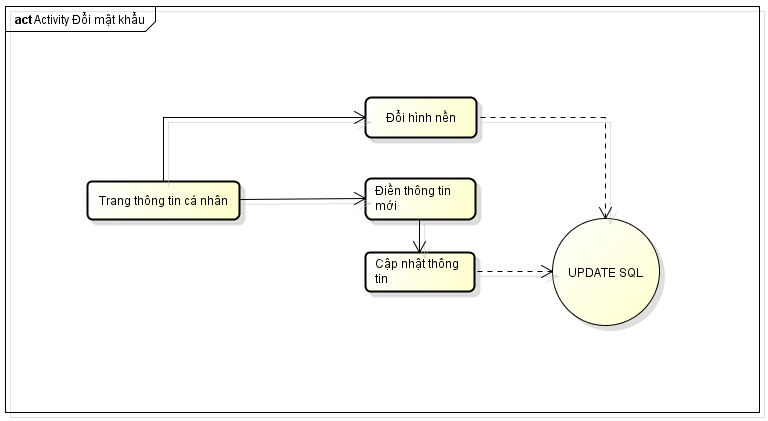 act Activity Đổi mật khẩu
Đổi hình nền
Trang thông tin cá nhân
Điền thông tin
mới
Cập nhật thông
tin
UPDATE SQL